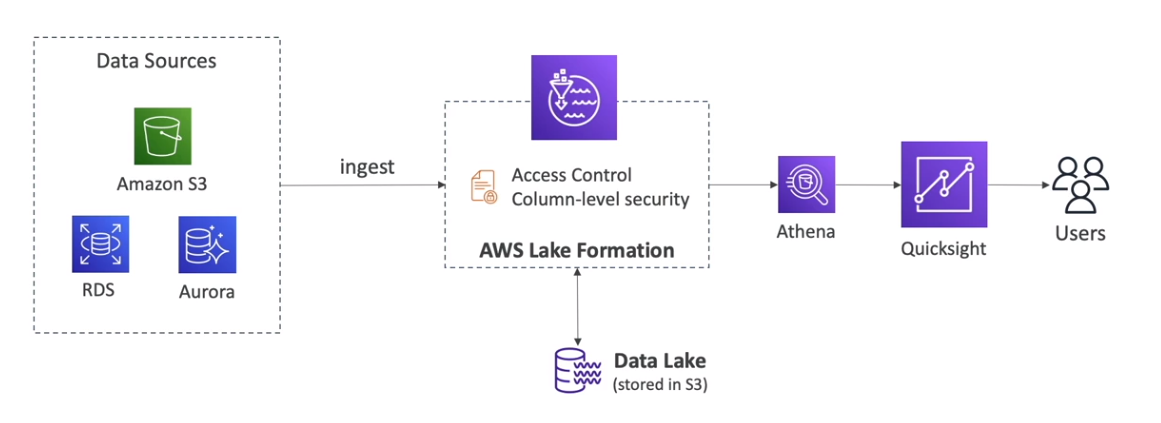 Data Sources
Amazon S3
RDS
Aurora
ingest
Access Control
Column-level security
AWS Lake Formation
Data Lake
(stored in S3)
Athena
Quicksight
Users